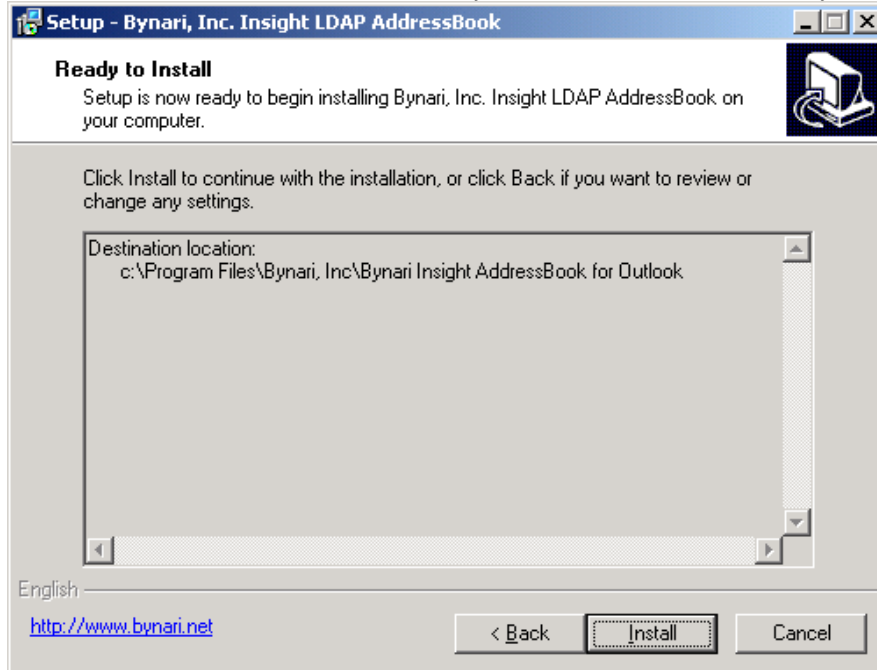 Setup - Bynari, Inc. Insight LDAP AddressBook
Ready to Install
Setup is now ready to begin installing Bynari, Inc. Insight LDAP AddressBook on
your computer.
Click Install to continue with the installation, or click Back if you want to review or
change any settings.
Destination location:
c:\Program Files\Bynari, Inc\Bynari Insight AddressBook for Outlook
English
http://www.bynari.net
< Back
Install
Cancel